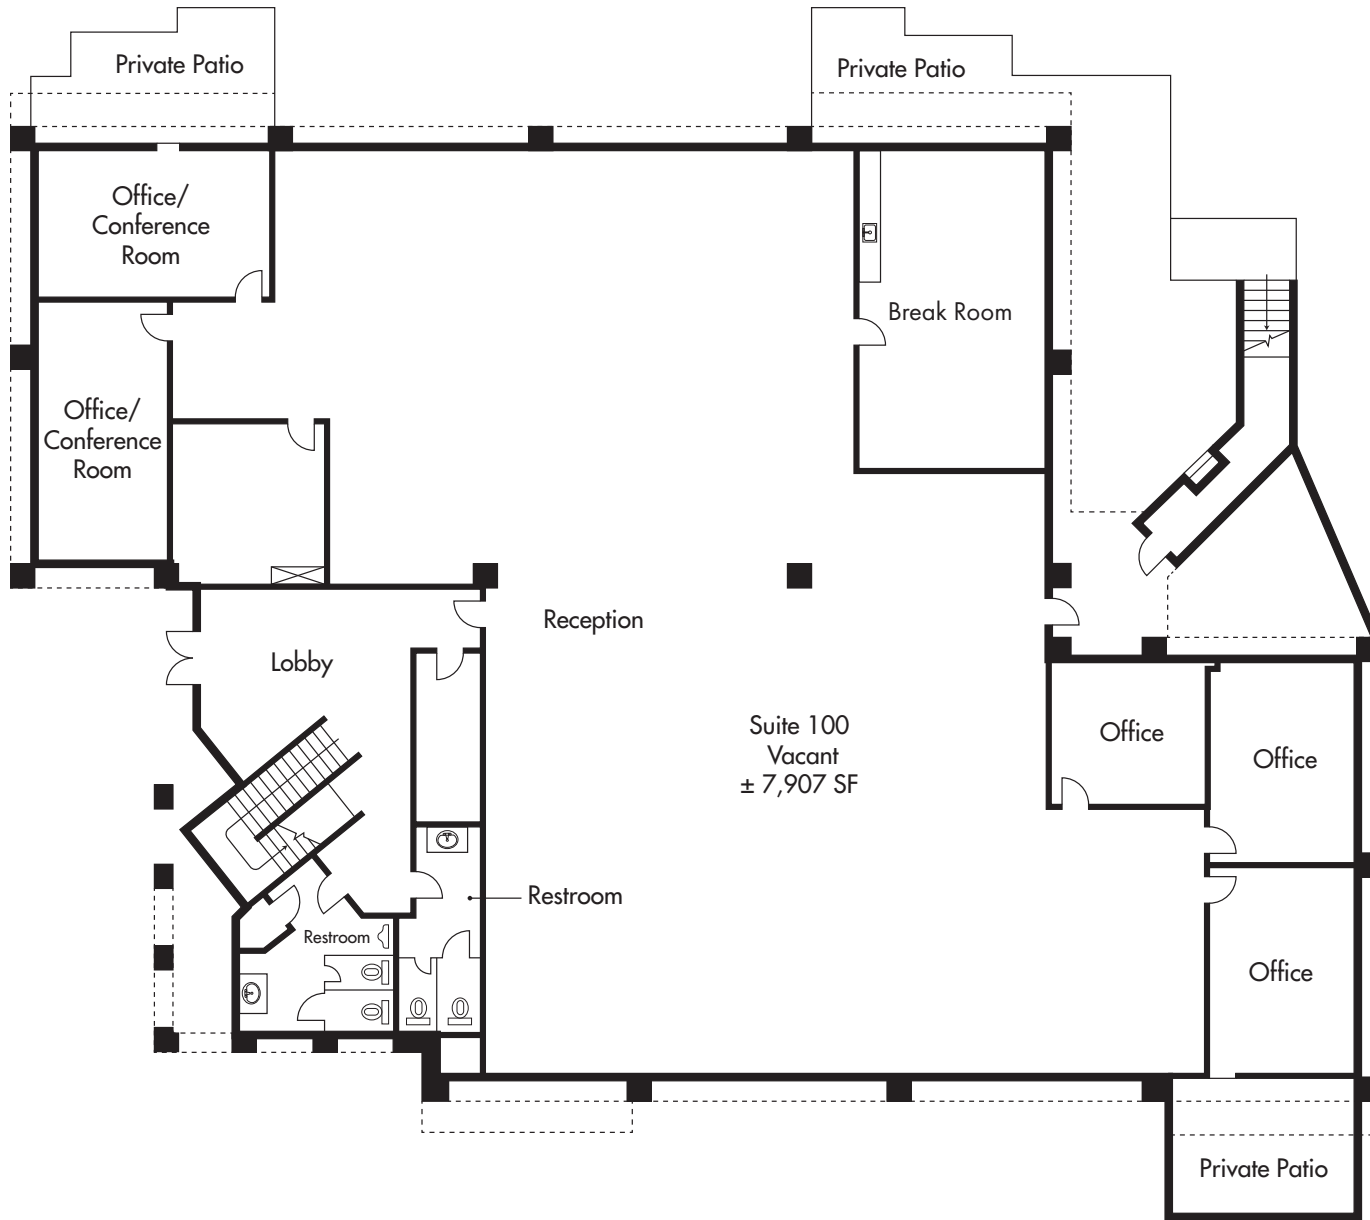 Private Patio
Private Patio
Office/
Conference
Room
Break Room
Office/
Conference
Room
Reception
Lobby
Suite 100
Vacant
± 7,907 SF
Office
Office
Restroom
Restroom
Office
Private Patio